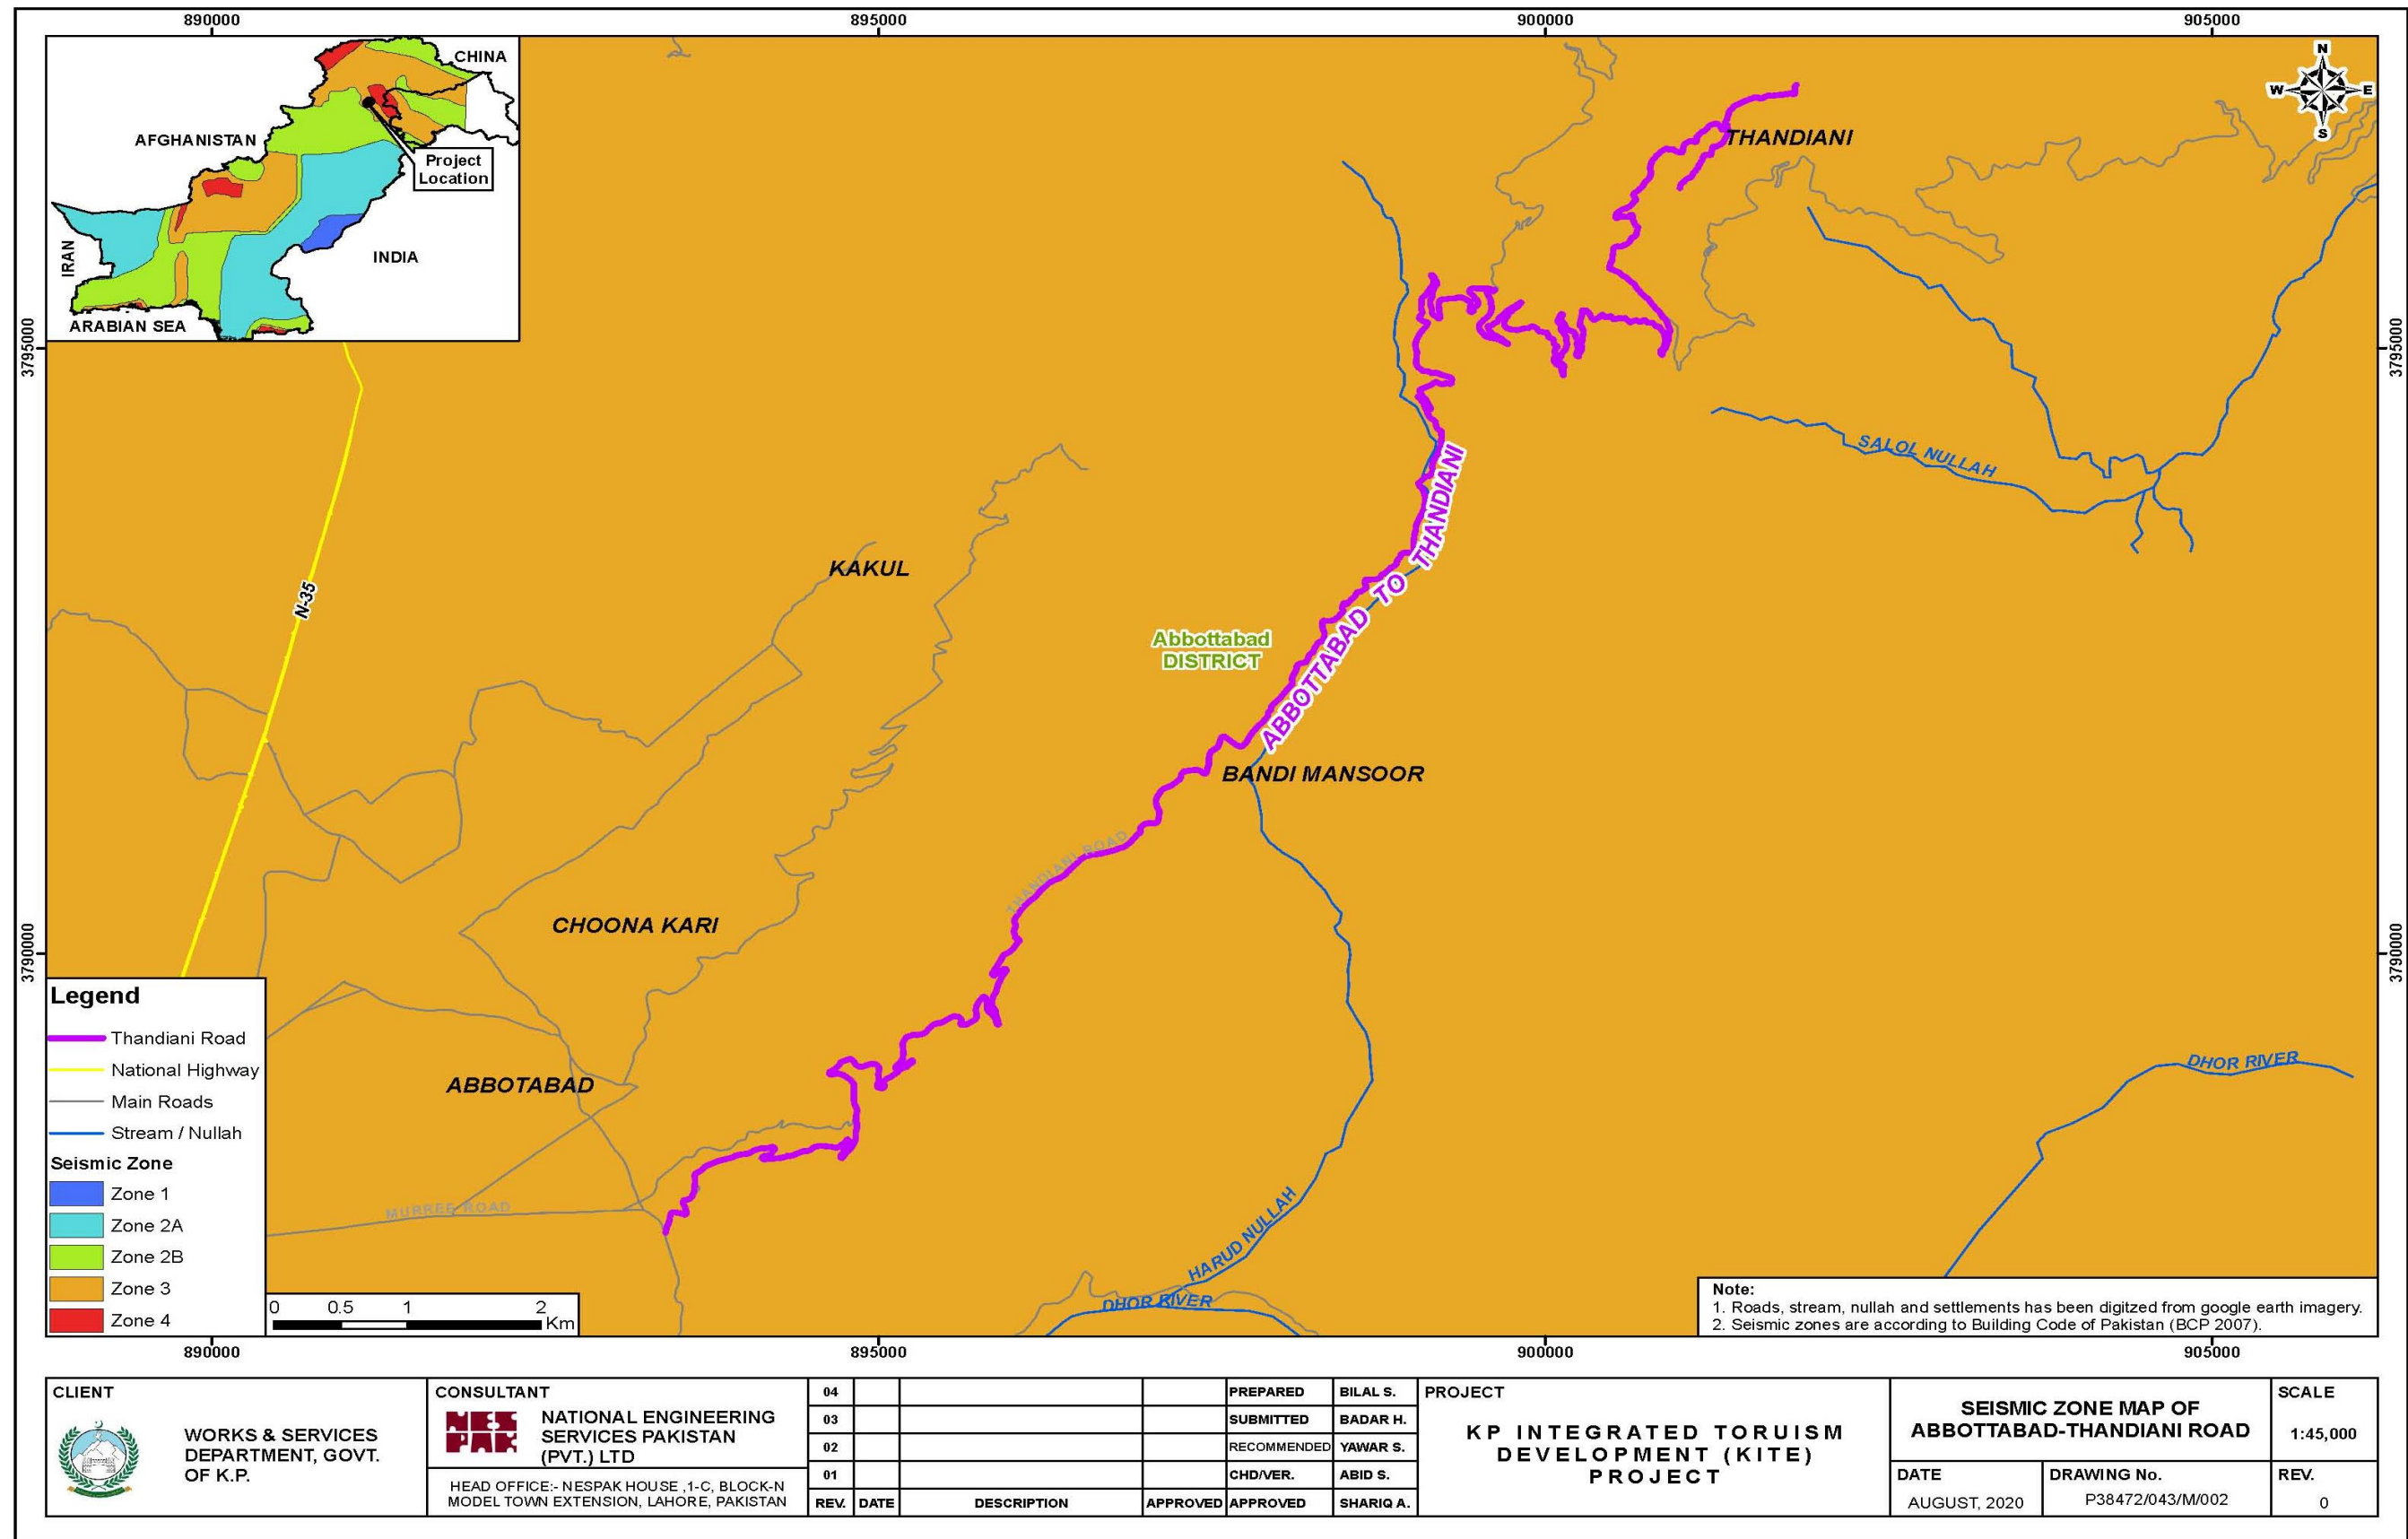 890000
895000
900000
905000
CHINA
AFGHANISTAN
Project
Location
IRAN
INDIA
ARABIAN SEA
N
W
E
S
THANDIANI
3795000
3795000
SALOL NULLAH
N-35
KAKUL
Abbottabad
DISTRICT
ABBOTTABAD TO THANDIANI
BANDI MANSOOR
THANDIANI ROAD
CHOONA KARI
3790000
3790000
ABBOTABAD
MURREE ROAD
DHOR RIVER
HARUD NULLAH
DHOR RIVER
Legend
Thandiani Road
National Highway
Main Roads
Stream / Nullah
Seismic Zone
Zone 1
Zone 2A
Zone 2B
Zone 3
Zone 4
0 0.5 1 2
Km
Note:
1. Roads, stream, nullah and settlements has been digitzed from google earth imagery.
2. Seismic zones are according to Building Code of Pakistan (BCP 2007).
890000
895000
900000
905000
CLIENT
WORKS & SERVICES
DEPARTMENT, GOVT.
OF K.P.
CONSULTANT
NES
PAK
NATIONAL ENGINEERING
SERVICES PAKISTAN
(PVT.) LTD
HEAD OFFICE:- NESPAK HOUSE ,1-C, BLOCK-N
MODEL TOWN EXTENSION, LAHORE, PAKISTAN
04 PREPARED BILAL S.
03 SUBMITTED BADAR H.
02 RECOMMENDED YAWAR S.
01 CHD/VER. ABID S.
REV. DATE DESCRIPTION APPROVED APPROVED SHARIQ A.
PROJECT
KP INTEGRATED TORUISM
DEVELOPMENT (KITE)
PROJECT
SEISMIC ZONE MAP OF
ABBOTTABAD-THANDIANI ROAD
SCALE
1:45,000
DATE
AUGUST, 2020
DRAWING No.
P38472/043/M/002
REV.
0